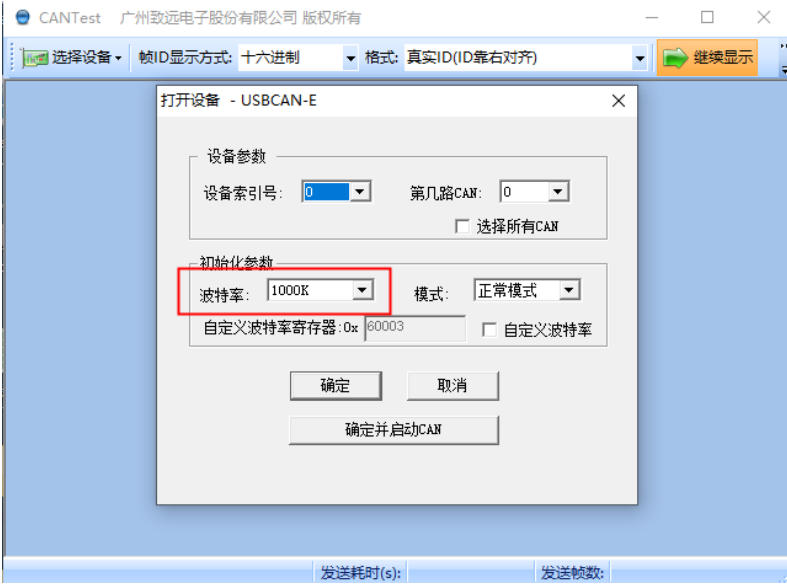 CANTest 广州致远电子股份有限公司 版权所有
选择设备 帧ID显示方式: 十六进制 格式: 真实ID(ID靠右对齐) 继续显示
打开设备 - USBCAN-E
设备参数
设备索引号: 0 第几路CAN: 0
选择所有CAN
初始化参数
波特率: 1000K 模式: 正常模式
自定义波特率寄存器:0x 60003 自定义波特率
确定 取消
确定并启动CAN
发送耗时(s): 发送帧数: